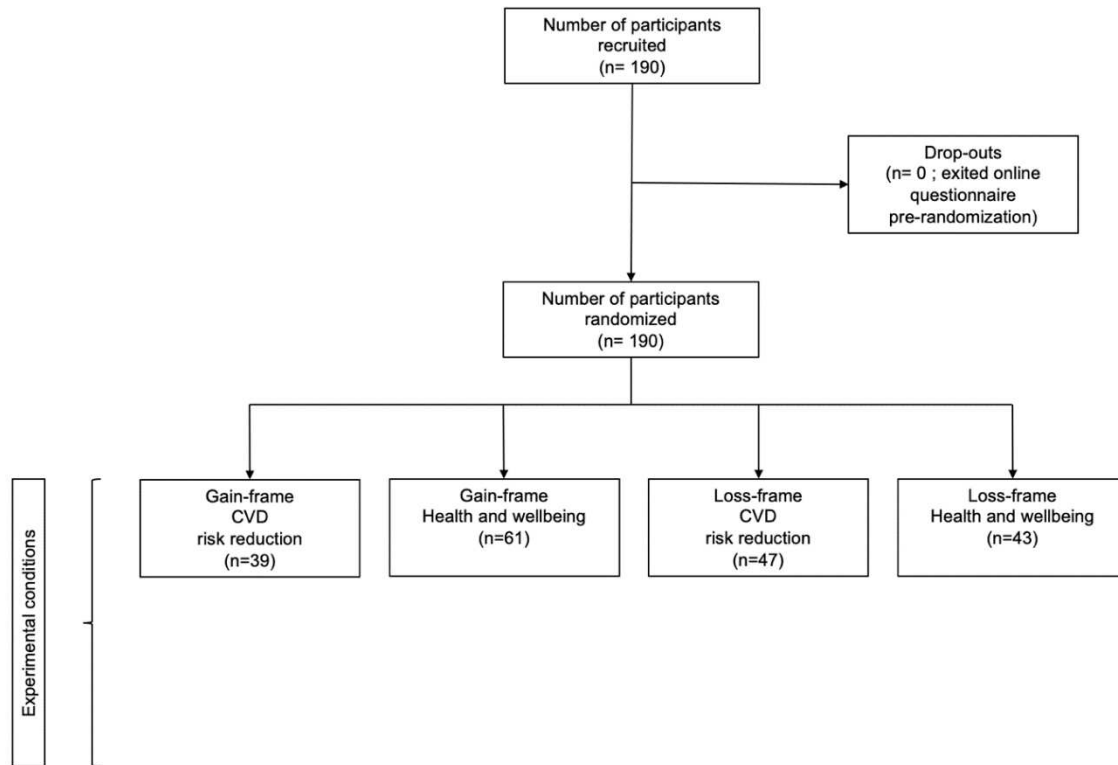 Number of participants
recruited
(n= 190)
Drop-outs
(n= 0 ; exited online
questionnaire
pre-randomization)
Number of participants
randomized
(n= 190)
Experimental conditions
Gain-frame
CVD
risk reduction
(n=39)
Gain-frame
Health and wellbeing
(n=61)
Loss-frame
CVD
risk reduction
(n=47)
Loss-frame
Health and wellbeing
(n=43)